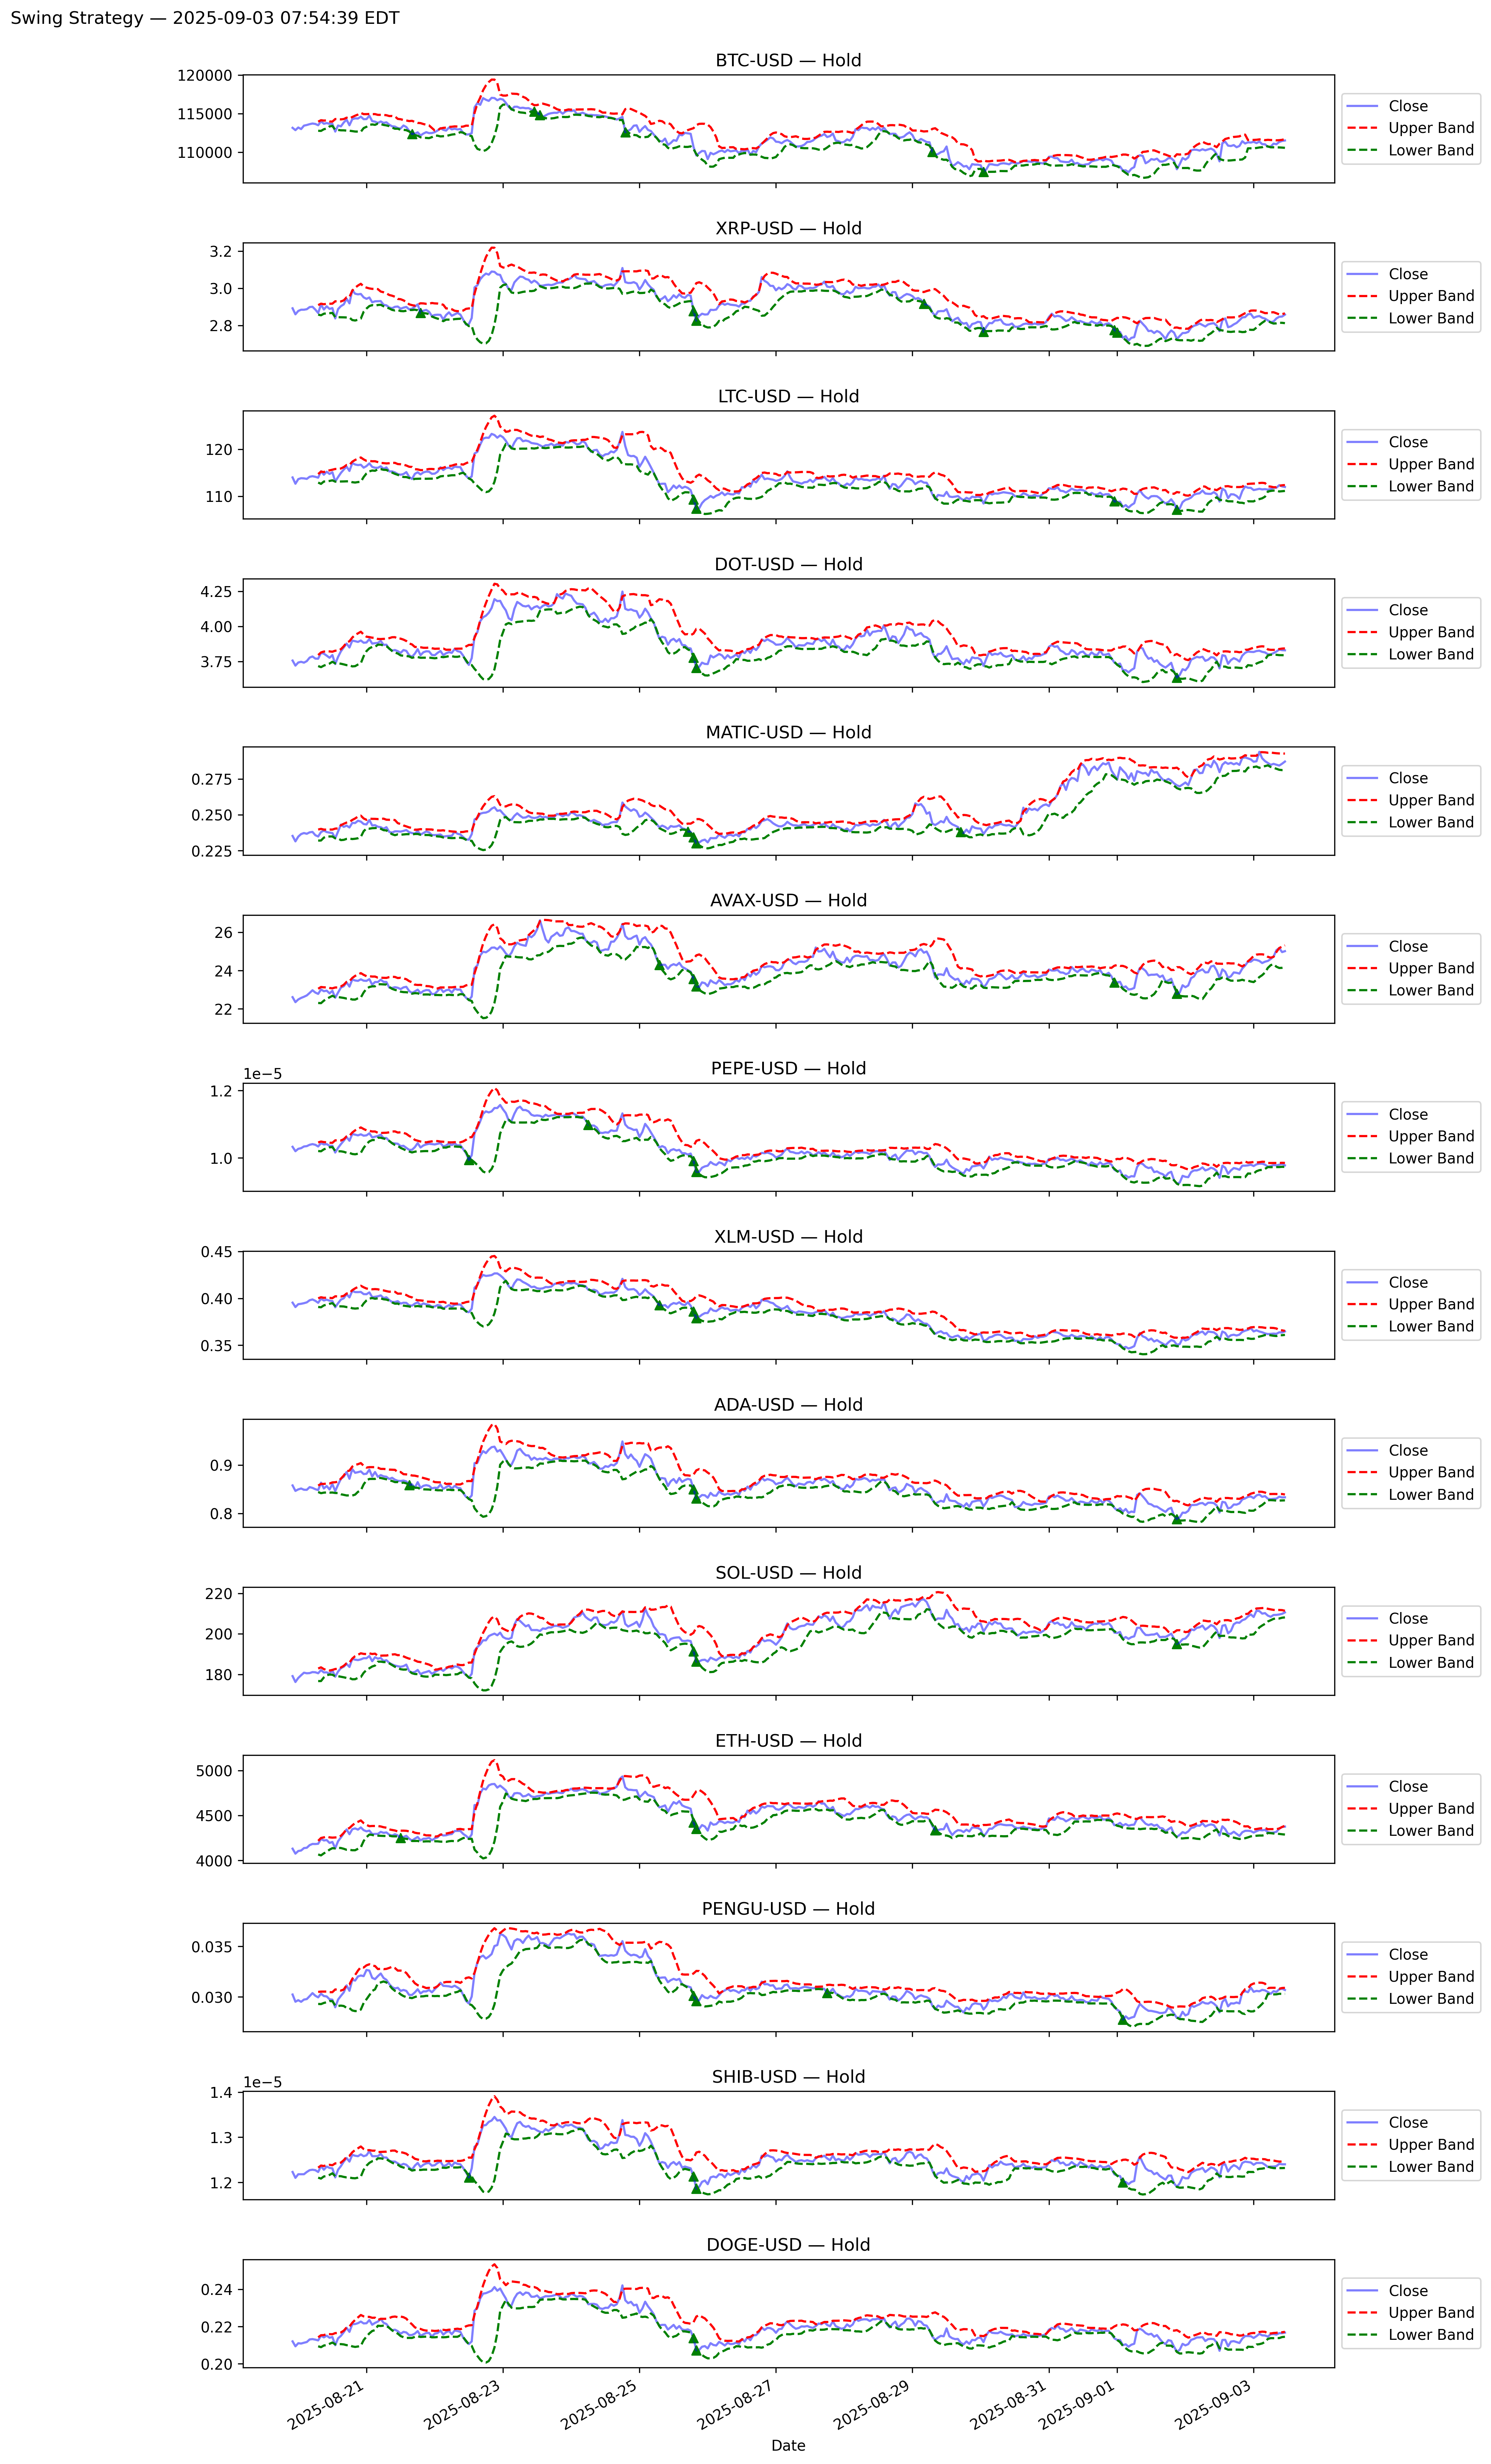 Swing Strategy — 2025-09-03 07:54:39 EDT
BTC-USD — Hold
120000
115000
110000
Close
Upper Band
Lower Band
XRP-USD — Hold
3.2
3.0
2.8
Close
Upper Band
Lower Band
LTC-USD — Hold
120
110
Close
Upper Band
Lower Band
DOT-USD — Hold
4.25
4.00
3.75
Close
Upper Band
Lower Band
MATIC-USD — Hold
0.275
0.250
0.225
Close
Upper Band
Lower Band
AVAX-USD — Hold
26
24
22
Close
Upper Band
Lower Band
PEPE-USD — Hold
1e−5
1.2
1.0
Close
Upper Band
Lower Band
XLM-USD — Hold
0.45
0.40
0.35
Close
Upper Band
Lower Band
ADA-USD — Hold
0.9
0.8
Close
Upper Band
Lower Band
SOL-USD — Hold
220
200
180
Close
Upper Band
Lower Band
ETH-USD — Hold
5000
4500
4000
Close
Upper Band
Lower Band
PENGU-USD — Hold
0.035
0.030
Close
Upper Band
Lower Band
SHIB-USD — Hold
1e−5
1.4
1.3
1.2
Close
Upper Band
Lower Band
DOGE-USD — Hold
0.24
0.22
0.20
Close
Upper Band
Lower Band
2025-08-21
2025-08-23
2025-08-25
2025-08-27
2025-08-29
2025-08-31
2025-09-01
2025-09-03
Date